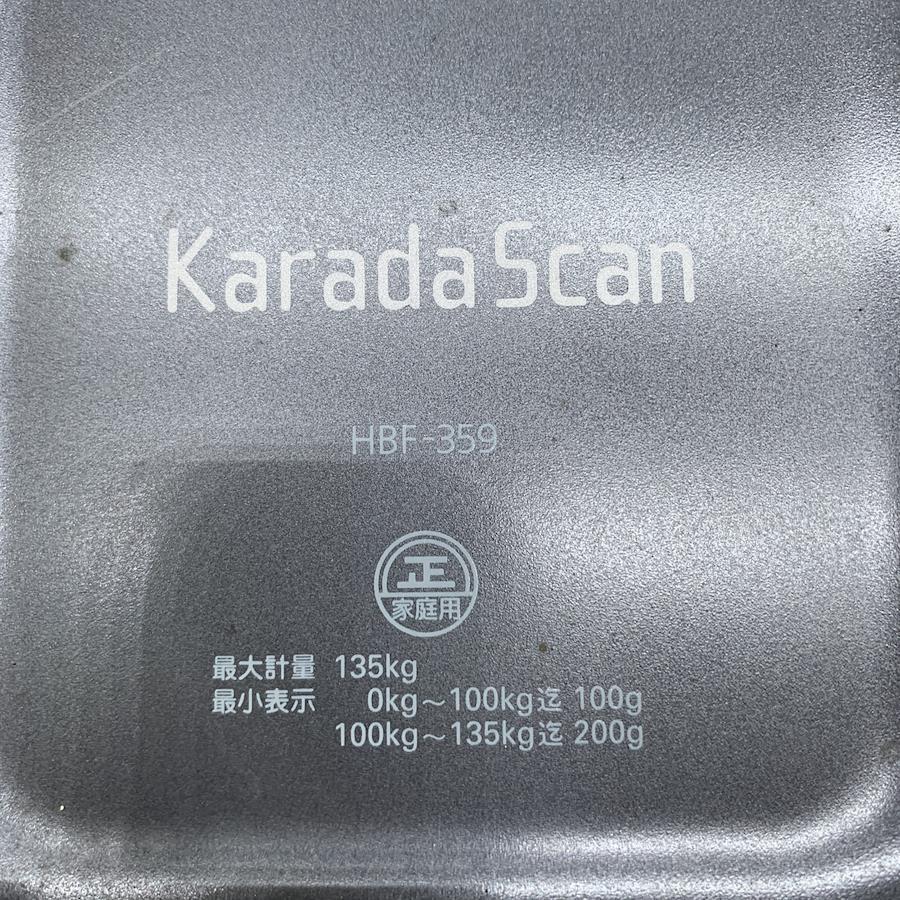 Karada Scan
HBF-359
正
家庭用
最大計量 135kg
最小表示 0kg～100kg迄 100g
100kg～135kg迄 200g